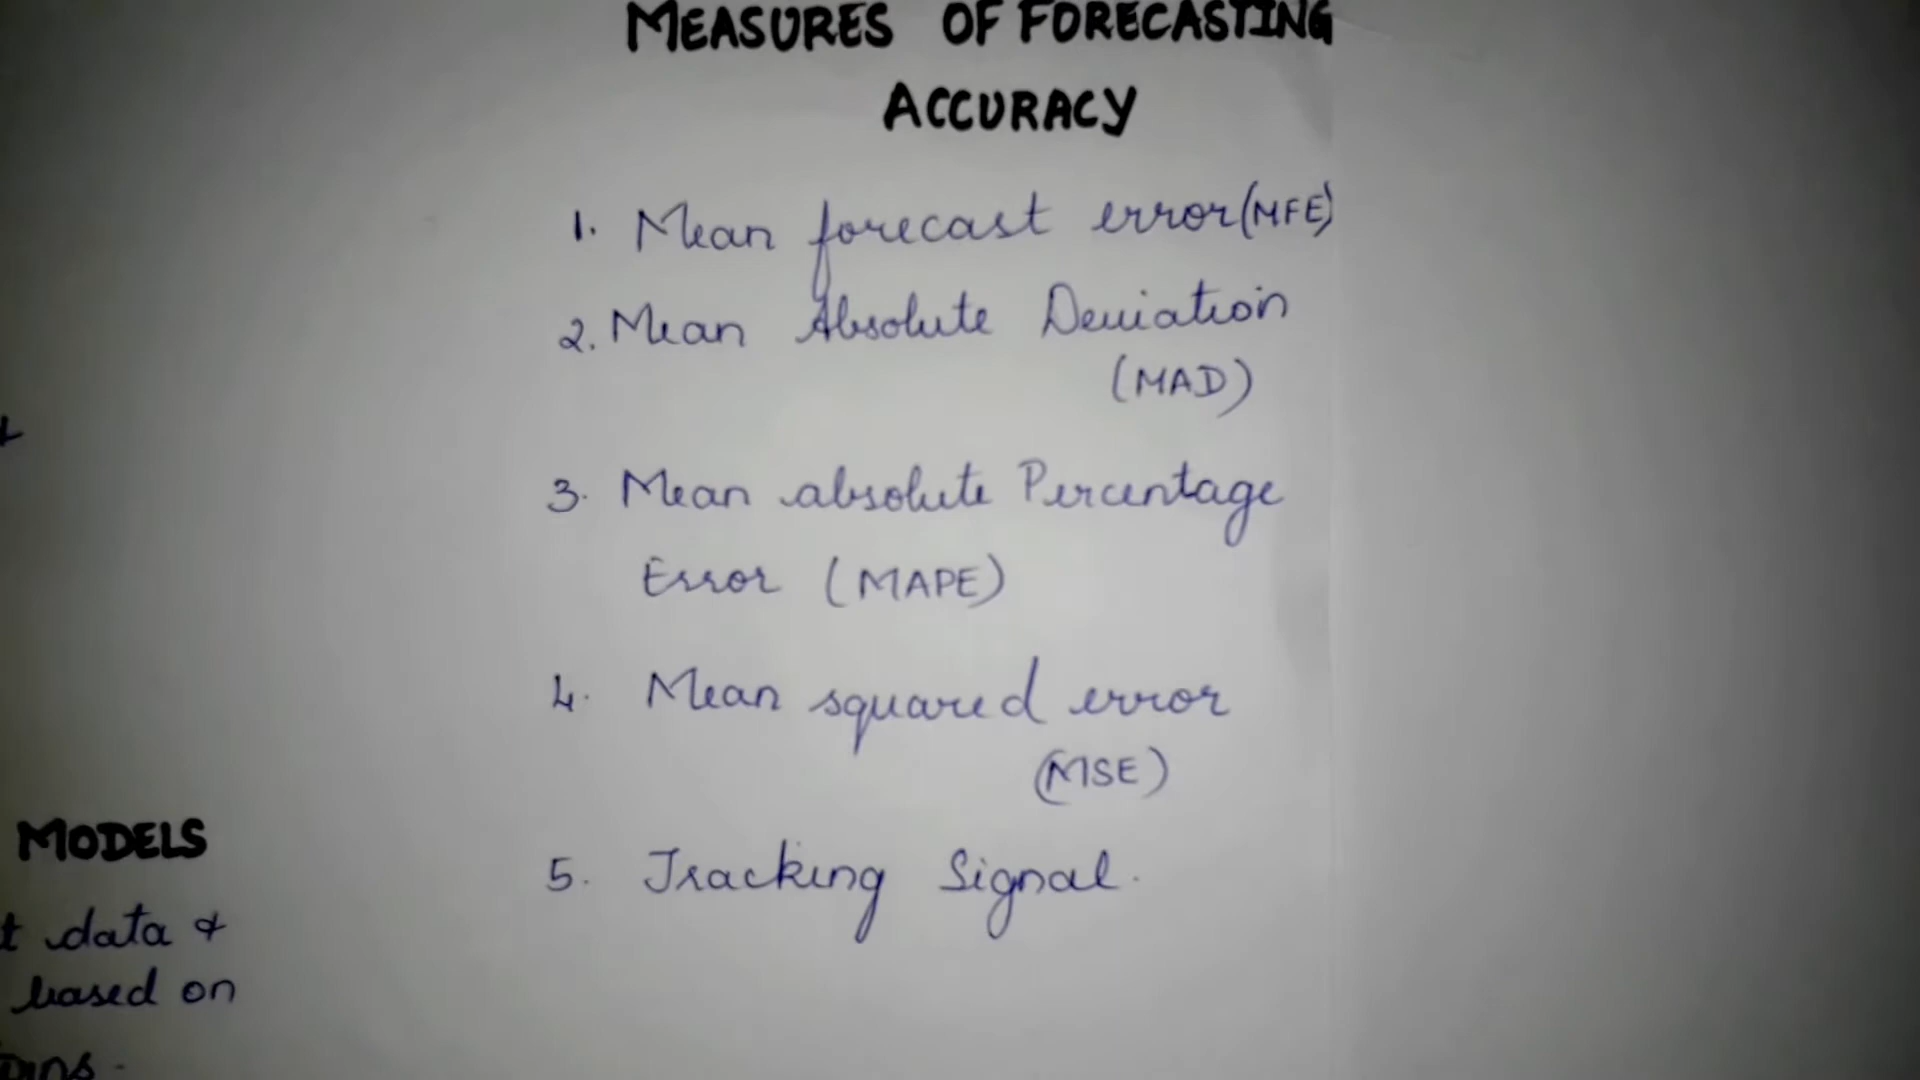 MEASURES OF FORECASTING
ACCURACY
1. Mean forecast error (MFE)
2. Mean Absolute Deviation
(MAD)
3. Mean absolute Percentage
Error (MAPE)
4. Mean squared error
(MSE)
5. Tracking Signal.
MODELS
data &
based on